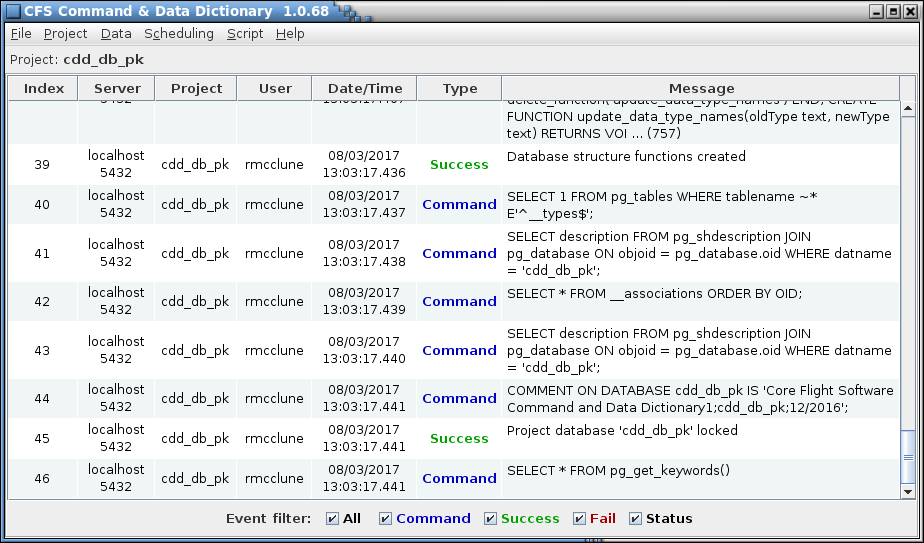 CFS Command & Data Dictionary 1.0.68
File Project Data Scheduling Script Help
Project: cdd_db_pk
Index Server Project User Date/Time Type Message
FUNCTION update_data_type_names(oldType text, newType
text) RETURNS VOI ... (757)
39 localhost 5432 cdd_db_pk rmcclune 08/03/2017 13:03:17.436 Success Database structure functions created
40 localhost 5432 cdd_db_pk rmcclune 08/03/2017 13:03:17.437 Command SELECT 1 FROM pg_tables WHERE tablename ~*
E'^__types$';
41 localhost 5432 cdd_db_pk rmcclune 08/03/2017 13:03:17.438 Command SELECT description FROM pg_shdescription JOIN
pg_database ON objoid = pg_database.oid WHERE datname
= 'cdd_db_pk';
42 localhost 5432 cdd_db_pk rmcclune 08/03/2017 13:03:17.439 Command SELECT * FROM __associations ORDER BY OID;
43 localhost 5432 cdd_db_pk rmcclune 08/03/2017 13:03:17.440 Command SELECT description FROM pg_shdescription JOIN
pg_database ON objoid = pg_database.oid WHERE datname
= 'cdd_db_pk';
44 localhost 5432 cdd_db_pk rmcclune 08/03/2017 13:03:17.441 Command COMMENT ON DATABASE cdd_db_pk IS 'Core Flight Software
Command and Data Dictionary1;cdd_db_pk;12/2016';
45 localhost 5432 cdd_db_pk rmcclune 08/03/2017 13:03:17.441 Success Project database 'cdd_db_pk' locked
46 localhost 5432 cdd_db_pk rmcclune 08/03/2017 13:03:17.441 Command SELECT * FROM pg_get_keywords()
Event filter: All Command Success Fail Status